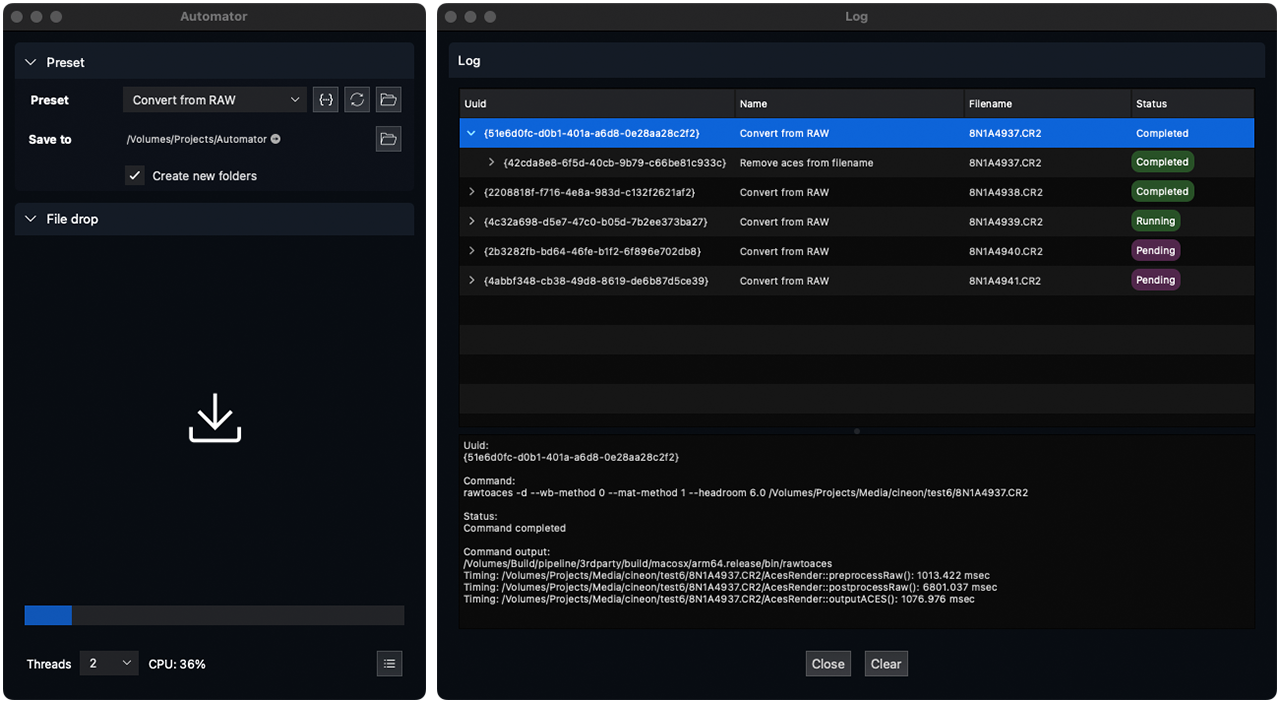 Automator
Preset
Preset Convert from RAW {··}
Save to /Volumes/Projects/Automator
Create new folders
File drop
Threads 2 CPU: 36%
Log
Log
Uuid Name Filename Status
{51e6d0fc-d0b1-401a-a6d8-0e28aa28c2f2} Convert from RAW 8N1A4937.CR2 Completed
{42cda8e8-6f5d-40cb-9b79-c66be81c933c} Remove aces from filename 8N1A4937.CR2 Completed
{2208818f-f716-4e8a-983d-c132f2621af2} Convert from RAW 8N1A4938.CR2 Completed
{4c32a698-d5e7-47c0-b05d-7b2ee373ba27} Convert from RAW 8N1A4939.CR2 Running
{2b3282fb-bd64-46fe-b1f2-6f896e702db8} Convert from RAW 8N1A4940.CR2 Pending
{4abbf348-cb38-49d8-8619-de6b87d5ce39} Convert from RAW 8N1A4941.CR2 Pending
Uuid:
{51e6d0fc-d0b1-401a-a6d8-0e28aa28c2f2}
Command:
rawtoaces -d --wb-method 0 --mat-method 1 --headroom 6.0 /Volumes/Projects/Media/cineon/test6/8N1A4937.CR2
Status:
Command completed
Command output:
/Volumes/Build/pipeline/3rdparty/build/macosx/arm64.release/bin/rawtoaces
Timing: /Volumes/Projects/Media/cineon/test6/8N1A4937.CR2/AcesRender::preprocessRaw(): 1013.422 msec
Timing: /Volumes/Projects/Media/cineon/test6/8N1A4937.CR2/AcesRender::postprocessRaw(): 6801.037 msec
Timing: /Volumes/Projects/Media/cineon/test6/8N1A4937.CR2/AcesRender::outputACES(): 1076.976 msec
Close Clear